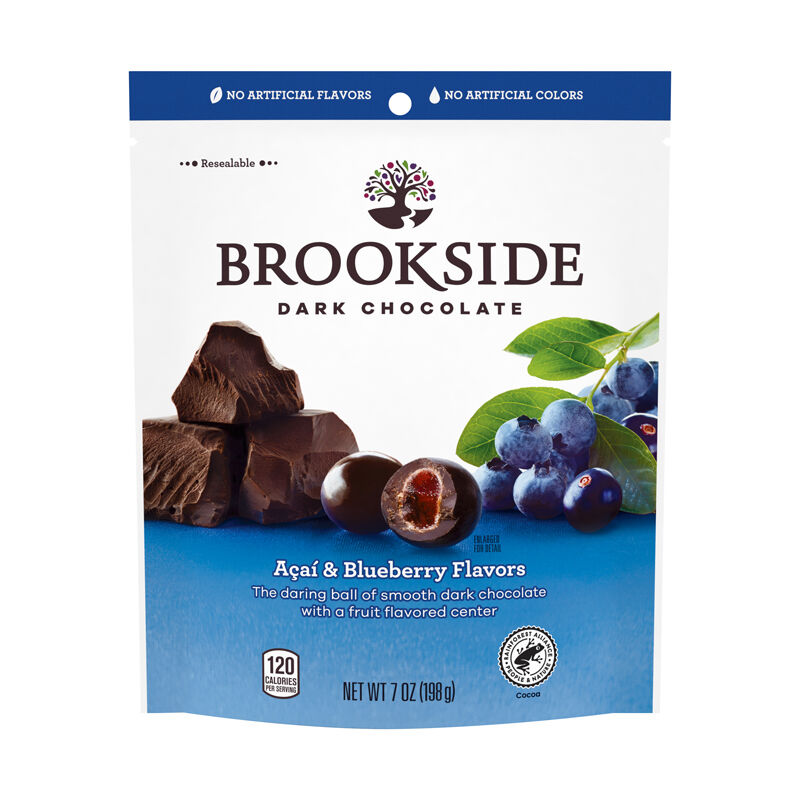 NO ARTIFICIAL FLAVORS
NO ARTIFICIAL COLORS
Resealable
BROOKSIDE
DARK CHOCOLATE
ENLARGED
FOR DETAIL
Açaí & Blueberry Flavors
The daring ball of smooth dark chocolate
with a fruit flavored center
120
CALORIES
PER SERVING
NET WT 7 OZ (198 g)
RAINFOREST ALLIANCE
PEOPLE & NATURE
Cocoa